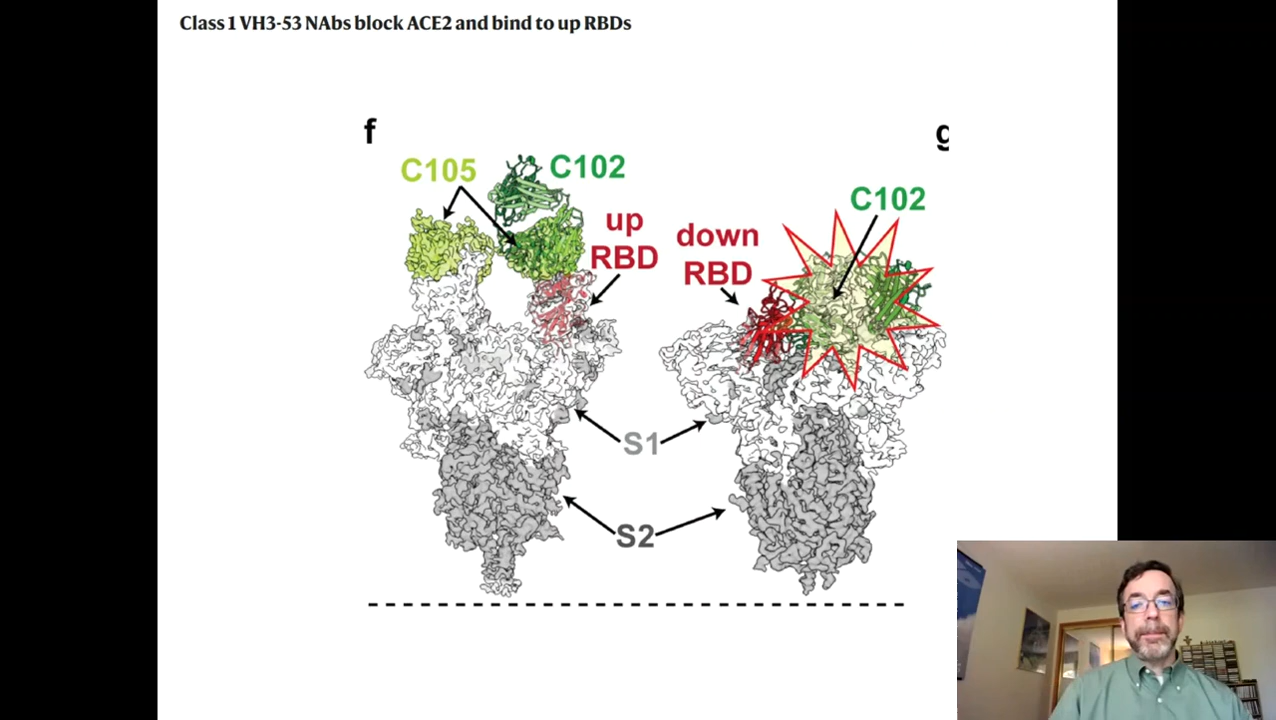 Class 1 VH3-53 NAbs block ACE2 and bind to up RBDs
f
g
C105
C102
up
RBD
down
RBD
C102
S1
S2